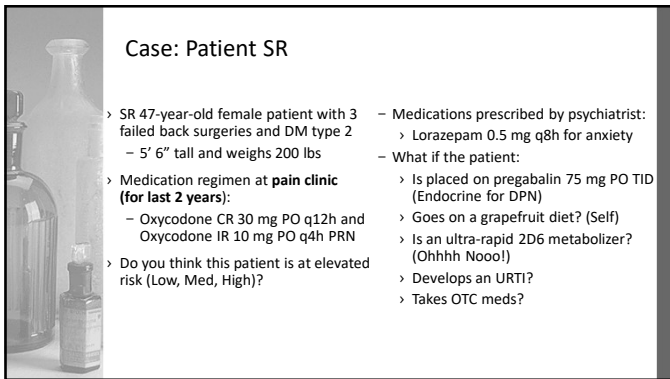 Case: Patient SR
› SR 47-year-old female patient with 3
failed back surgeries and DM type 2
– 5’ 6” tall and weighs 200 lbs
› Medication regimen at pain clinic
(for last 2 years):
– Oxycodone CR 30 mg PO q12h and
Oxycodone IR 10 mg PO q4h PRN
› Do you think this patient is at elevated
risk (Low, Med, High)?
– Medications prescribed by psychiatrist:
› Lorazepam 0.5 mg q8h for anxiety
– What if the patient:
› Is placed on pregabalin 75 mg PO TID
(Endocrine for DPN)
› Goes on a grapefruit diet? (Self)
› Is an ultra-rapid 2D6 metabolizer?
(Ohhhh Nooo!)
› Develops an URTI?
› Takes OTC meds?